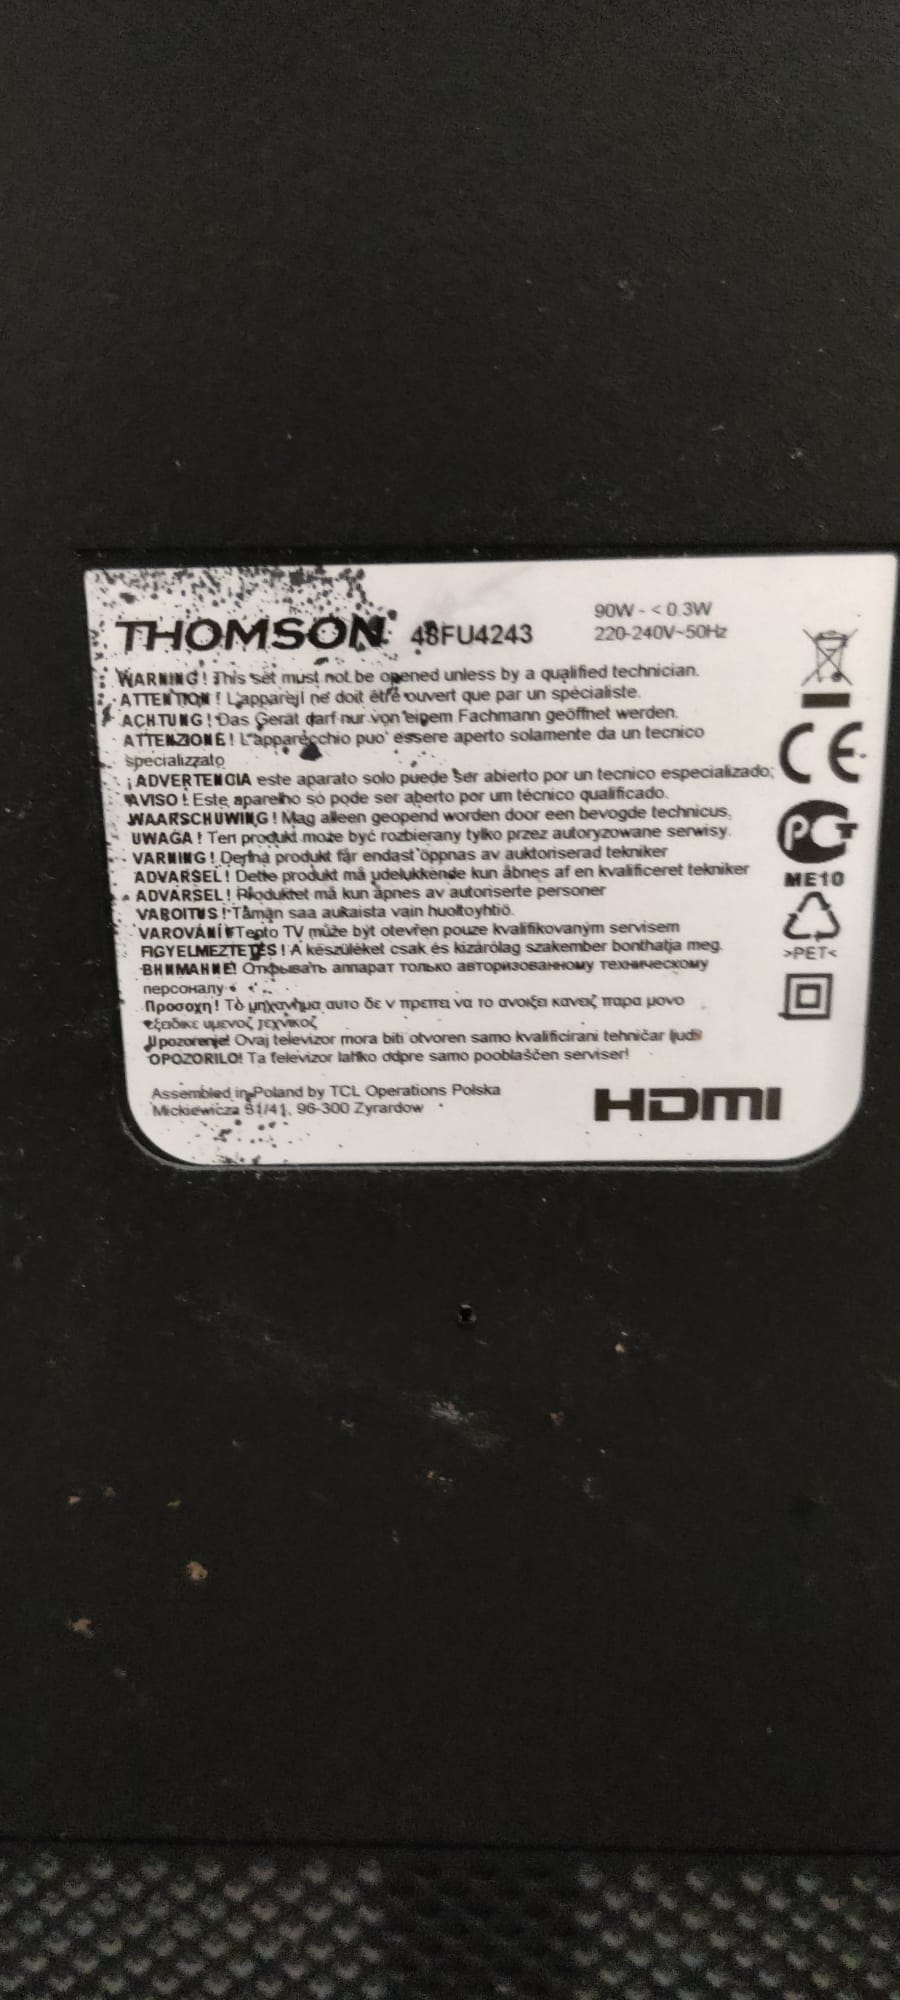 THOMSON 48FU4243
90W - < 0.3W
220-240V~50Hz
WARNING ! This set must not be opened unless by a qualified technician.
ATTENTION ! L'appareil ne doit être ouvert que par un spécialiste.
ACHTUNG ! Das Gerät darf nur von einem Fachmann geöffnet werden.
ATTENZIONE ! L'apparecchio puo' essere aperto solamente da un tecnico
specializzato
¡ ADVERTENCIA este aparato solo puede ser abierto por un tecnico especializado;
AVISO ! Este aparelho só pode ser aberto por um técnico qualificado.
WAARSCHUWING ! Mag alleen geopend worden door een bevogde technicus.
UWAGA ! Ten produkt może być rozbierany tylko przez autoryzowane serwisy.
VARNING ! Denna produkt får endast öppnas av auktoriserad tekniker
ADVARSEL ! Dette produkt må udelukkende kun åbnes af en kvalificeret tekniker
ADVARSEL ! Produktet må kun åpnes av autoriserte personer
VAROITUS ! Tämän saa aukaista vain huoltoyhtiö.
VAROVÁNÍ Tento TV může být otevřen pouze kvalifikovaným servisem
FIGYELMEZTETÉS ! A készüléket csak és kizárólag szakember bonthatja meg.
ВНИМАНИЕ! Открывать аппарат только авторизованному техническому
персоналу
Προσοχη ! Τὸ μηχανημα αυτο δε ν πρεπει να το ανοιξει κανεις παρα μονο
Upozorenje! Ovaj televizor mora biti otvoren samo kvalificirani tehničar ljudi
OPOZORILO! Ta televizor lahko odpre samo pooblaščen serviser!
Assembled in Poland by TCL Operations Polska
Mickiewicza 31/41, 96-300 Zyrardow
CE
PCT
ME10
>PET<
HDMI